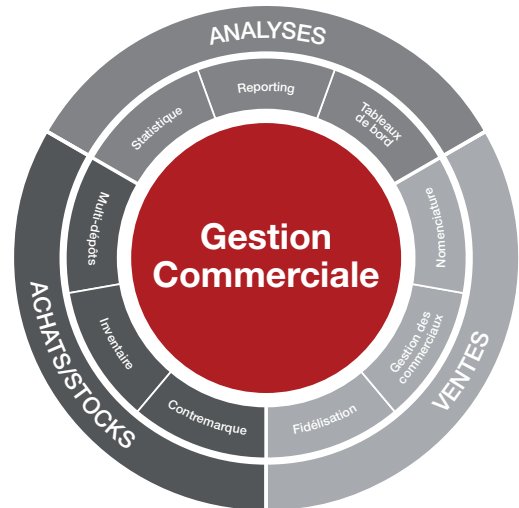 ANALYSES
Statistique
Reporting
Tableaux
de bord
Gestion
Commerciale
Multi-dépôts
Inventaire
Contremarque
ACHATS/STOCKS
Nomenclature
Gestion des
commerciaux
Fidélisation
VENTES